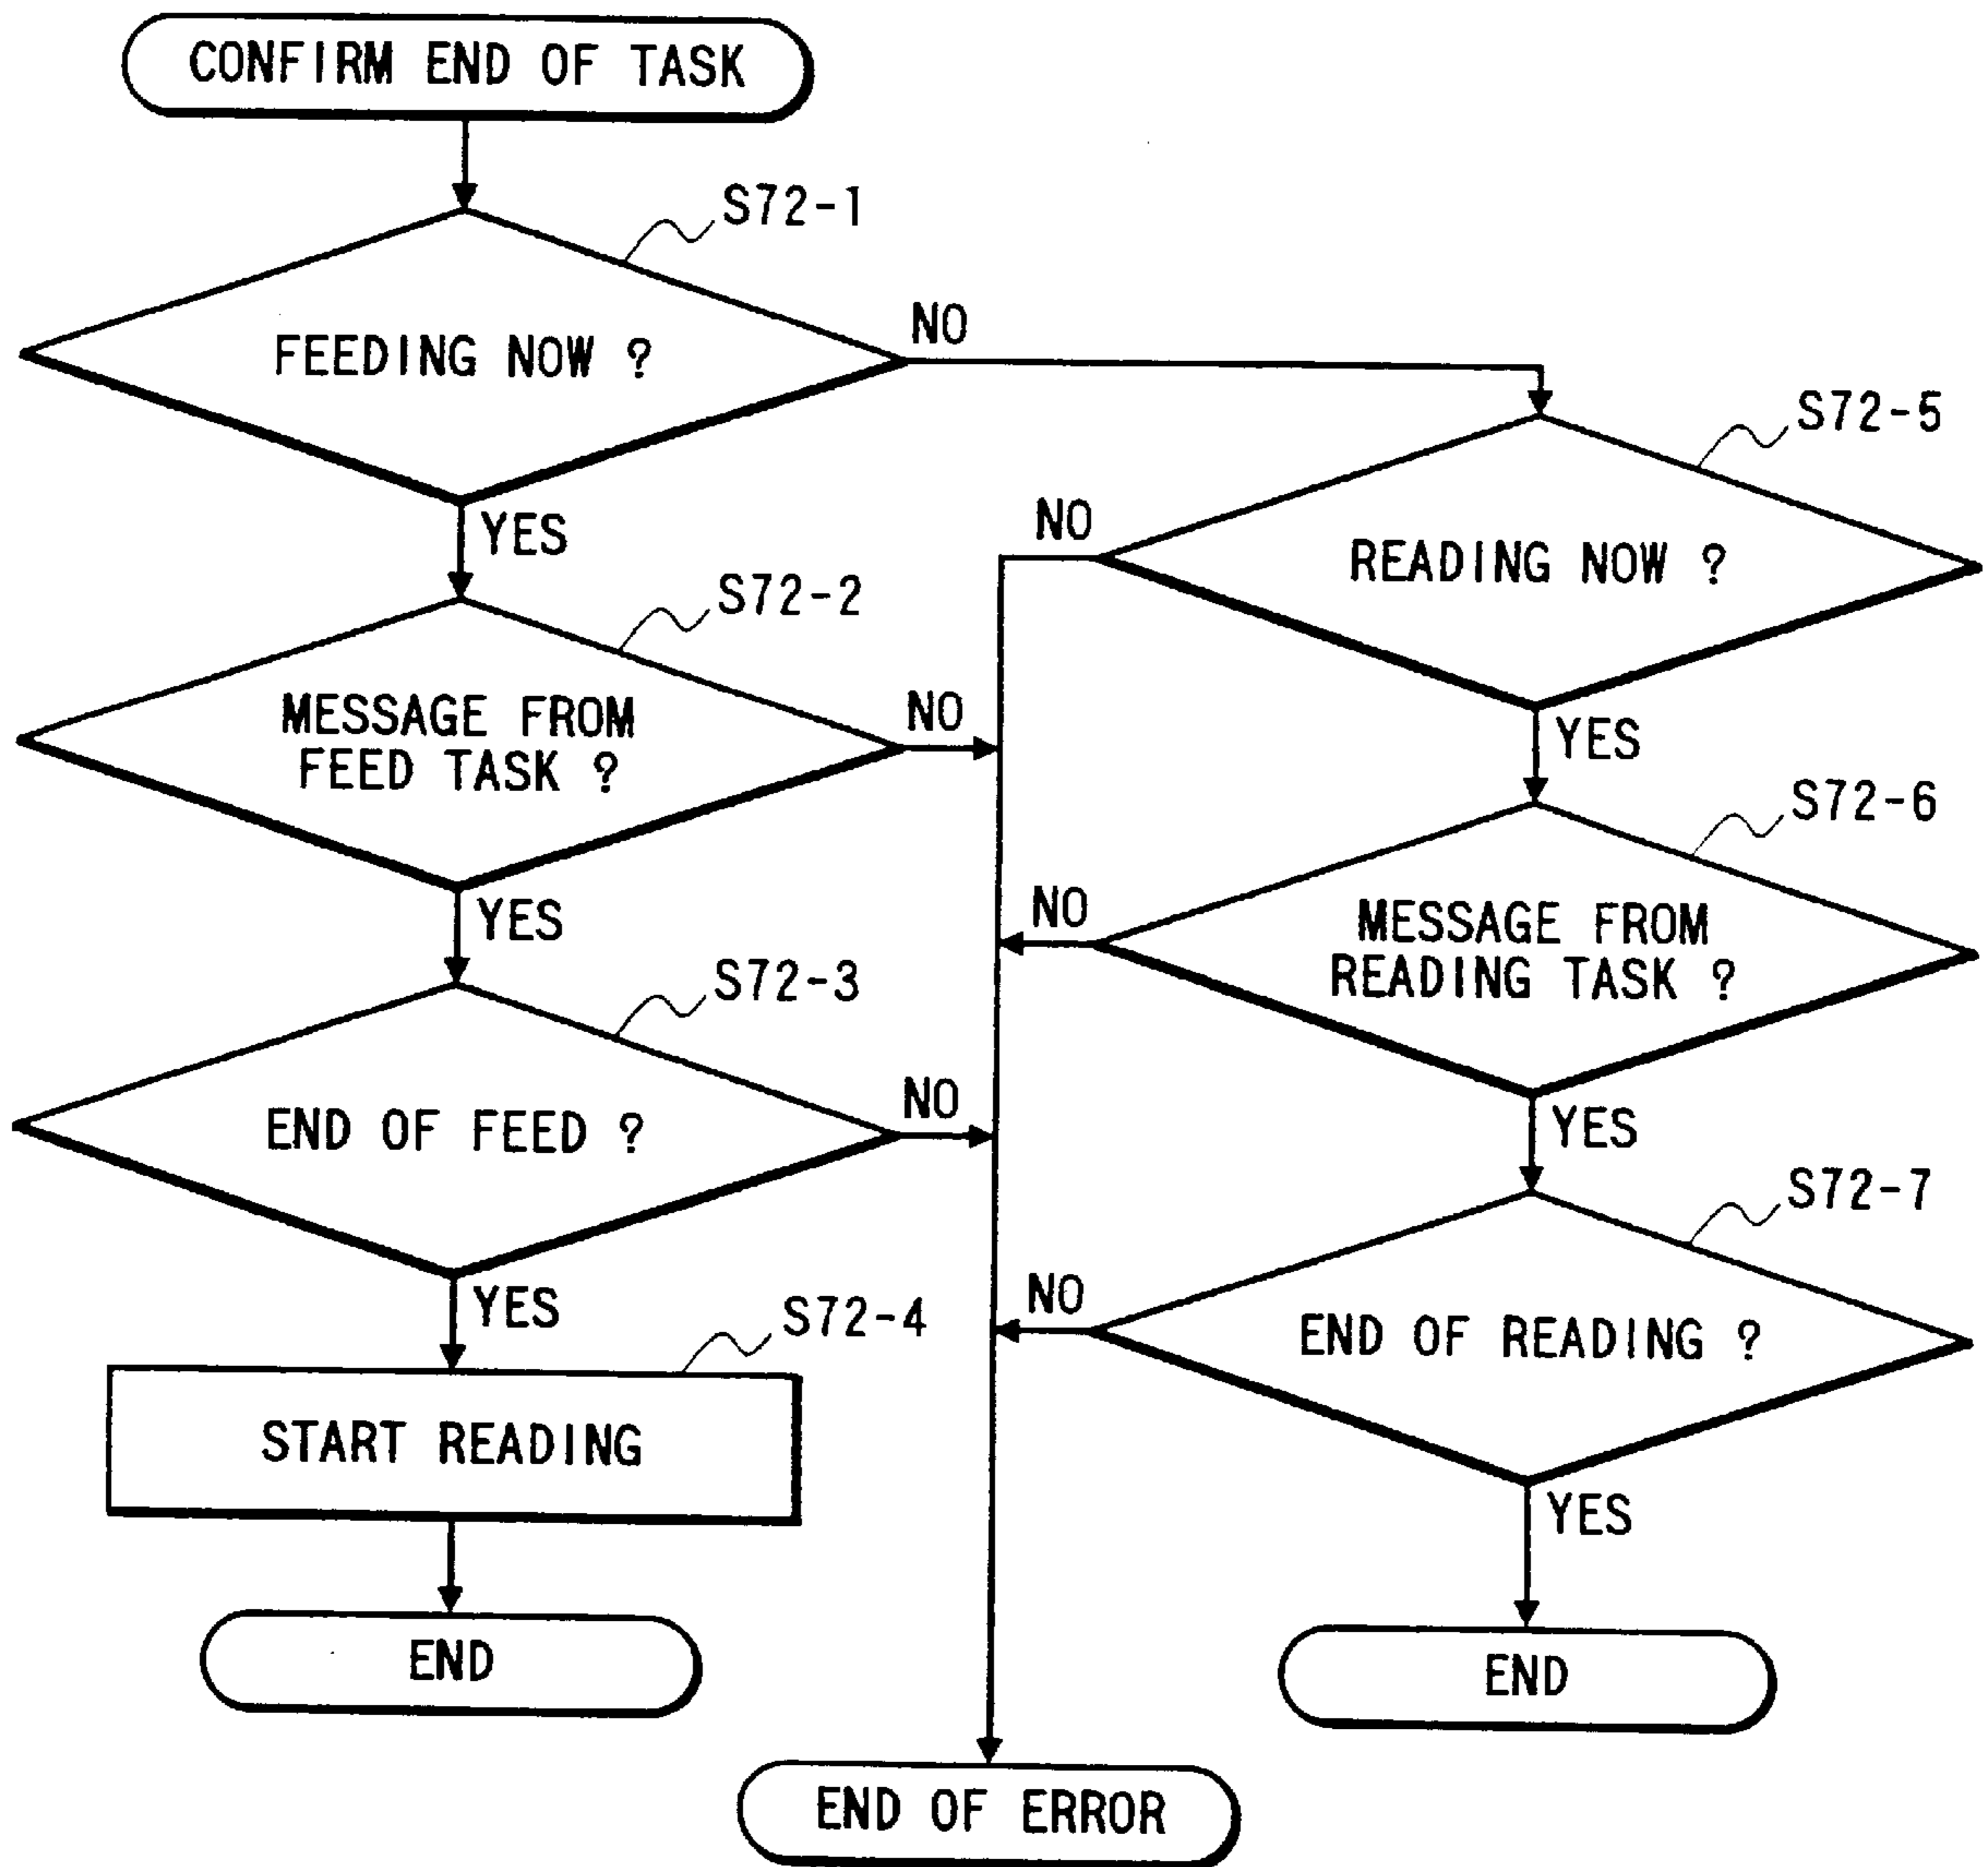 CONFIRM END OF TASK
S72-1
FEEDING NOW ?
NO
YES
S72-5
READING NOW ?
NO
YES
S72-2
MESSAGE FROM
FEED TASK ?
NO
YES
S72-6
MESSAGE FROM
READING TASK ?
NO
YES
S72-3
END OF FEED ?
NO
YES
S72-7
END OF READING ?
NO
YES
S72-4
START READING
END
END
END OF ERROR